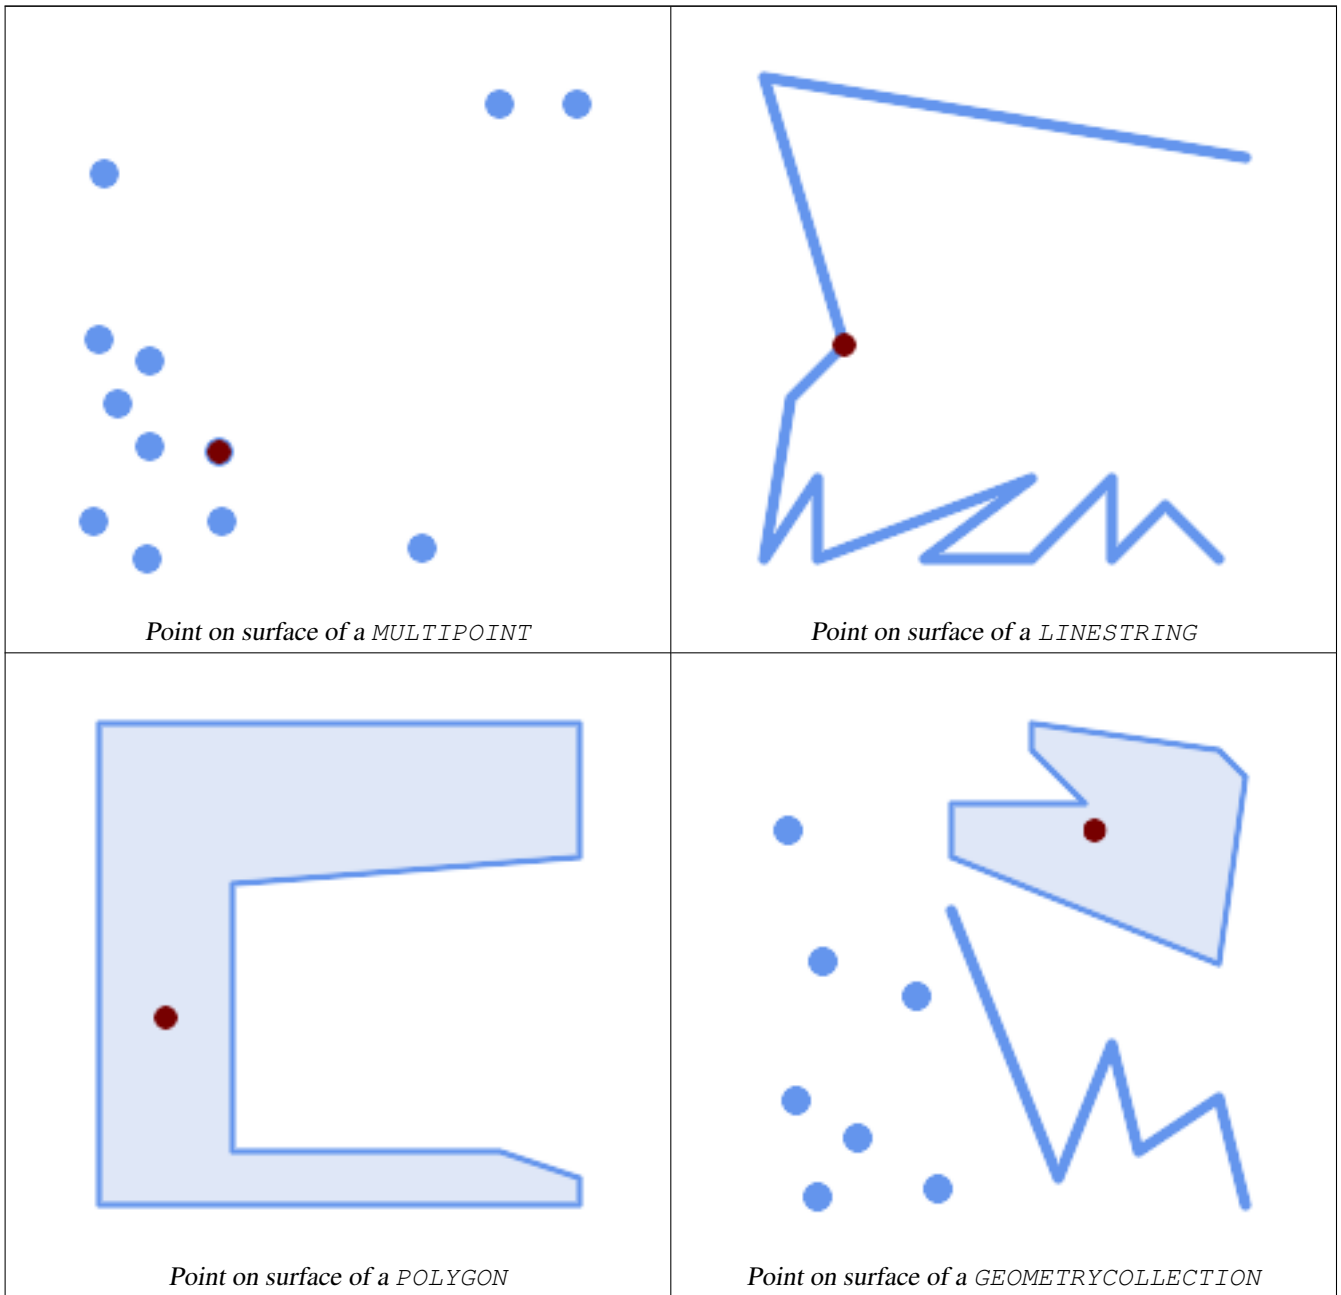 Point on surface of a MULTIPOINT
Point on surface of a LINESTRING
Point on surface of a POLYGON
Point on surface of a GEOMETRYCOLLECTION